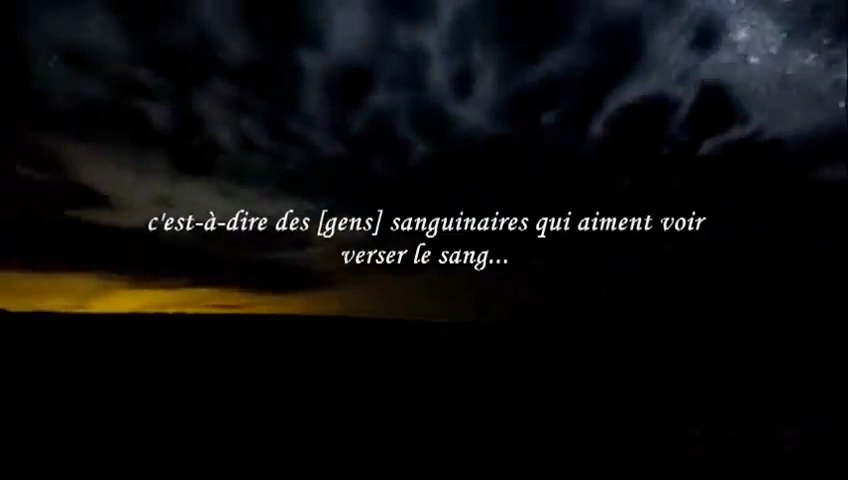 c'est-à-dire des [gens] sanguinaires qui aiment voir
verser le sang...